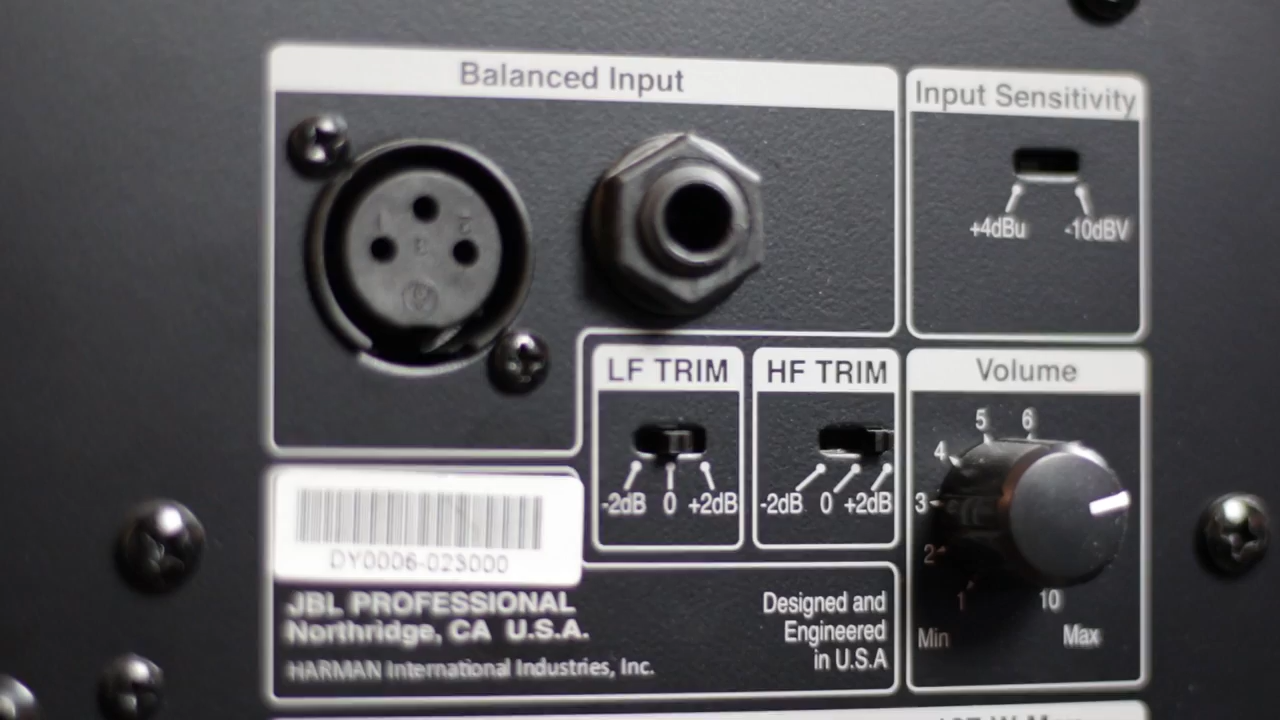 Balanced Input
Input Sensitivity
+4dBu -10dBV
LF TRIM
-2dB 0 +2dB
HF TRIM
-2dB 0 +2dB
Volume
5 6
4
3
2
1 10
Min Max
DY0006-023000
JBL PROFESSIONAL
Northridge, CA U.S.A.
HARMAN International Industries, Inc.
Designed and
Engineered
in U.S.A